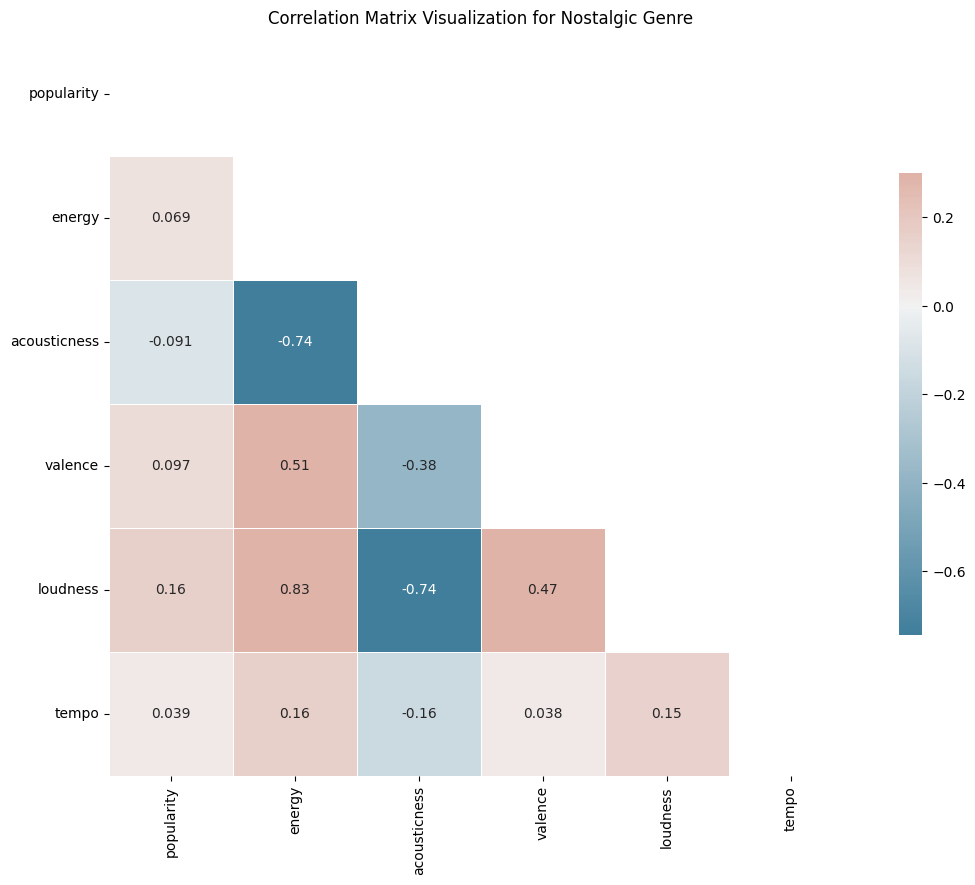 Correlation Matrix Visualization for Nostalgic Genre
popularity
energy 0.069
acousticness -0.091 -0.74
valence 0.097 0.51 -0.38
loudness 0.16 0.83 -0.74 0.47
tempo 0.039 0.16 -0.16 0.038 0.15
popularity energy acousticness valence loudness tempo
0.2
0.0
−0.2
−0.4
−0.6